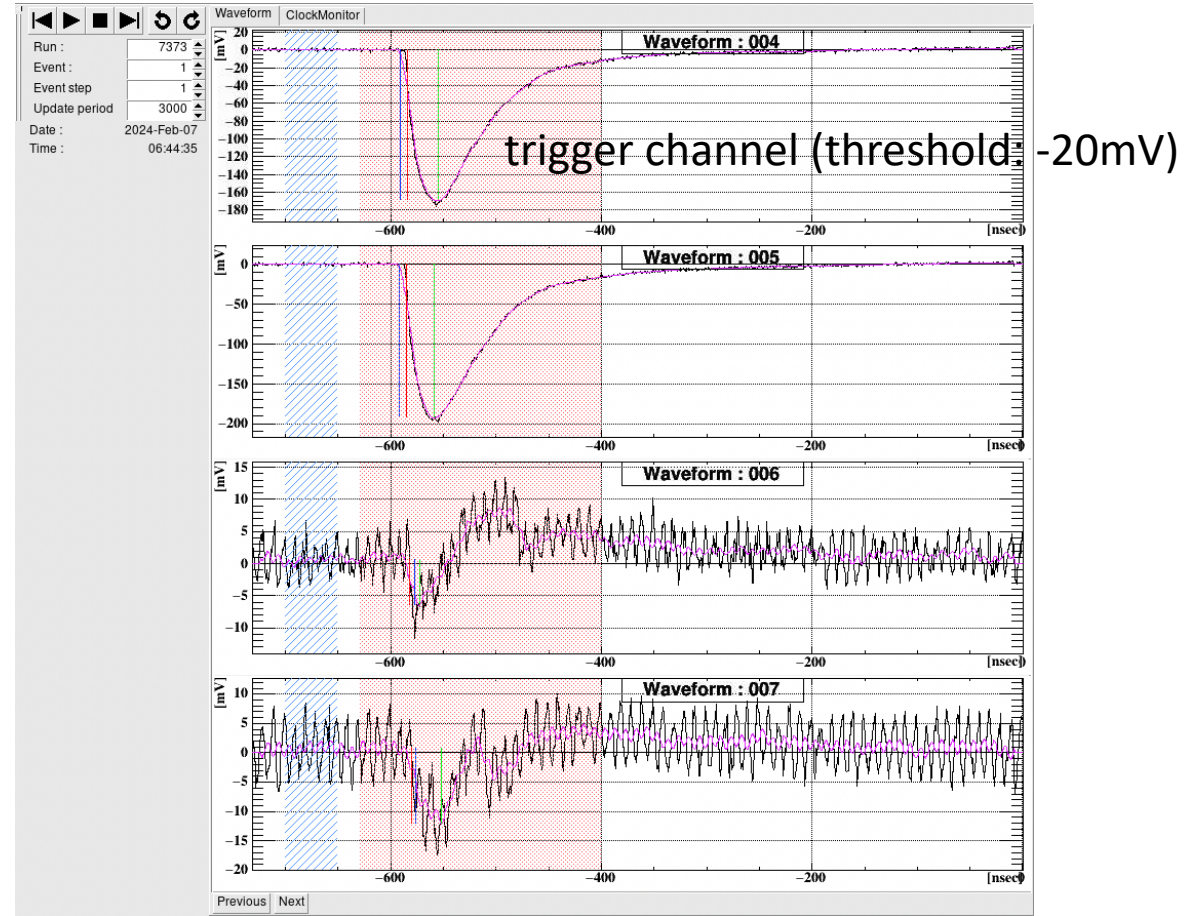 Waveform ClockMonitor
Run : 7373
Event : 1
Event step 1
Update period 3000
Date : 2024-Feb-07
Time : 06:44:35
Waveform : 004
[mV]
20
0
−20
−40
−60
−80
−100
−120
−140
−160
−180
trigger channel (threshold: -20mV)
−600 −400 −200 0
[nsec]
Waveform : 005
[mV]
0
−50
−100
−150
−200
−600 −400 −200 0
[nsec]
Waveform : 006
[mV]
15
10
5
0
−5
−10
−600 −400 −200 0
[nsec]
Waveform : 007
[mV]
10
5
0
−5
−10
−15
−20
−600 −400 −200 0
[nsec]
Previous Next